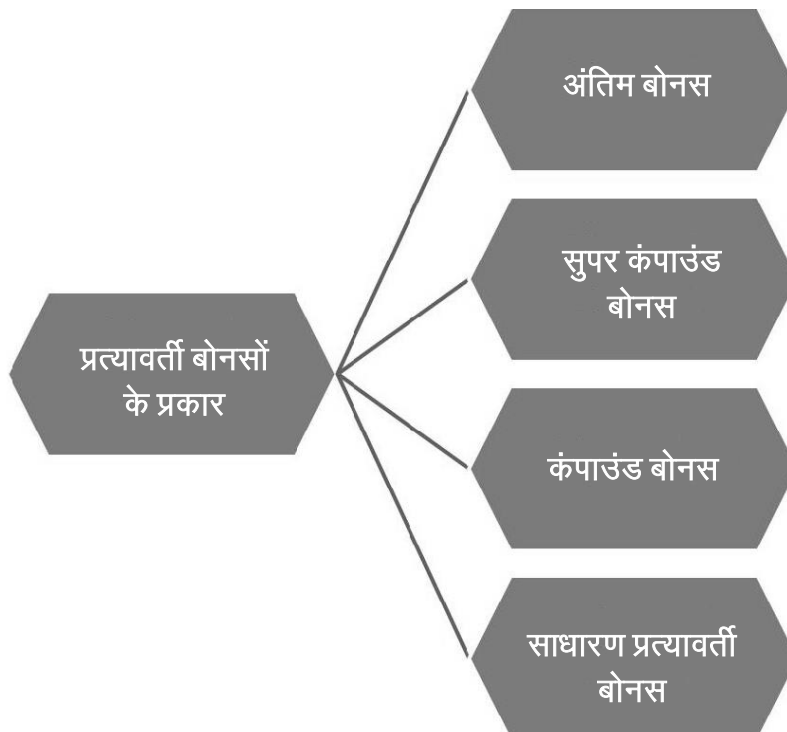 प्रत्यावर्ती बोनसों
के प्रकार
अंतिम बोनस
सुपर कंपाउंड
बोनस
कंपाउंड बोनस
साधारण प्रत्यावर्ती
बोनस